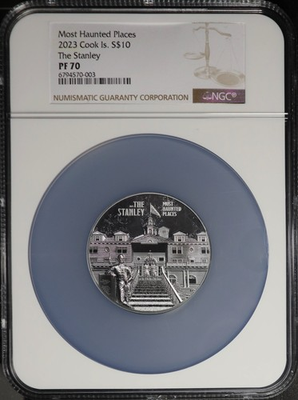 Most Haunted Places
2023 Cook Is. S$10
The Stanley
PF 70
6794570-003
NUMISMATIC GUARANTY CORPORATION
NGC
THE
STANLEY
MOST
HAUNTED
PLACES